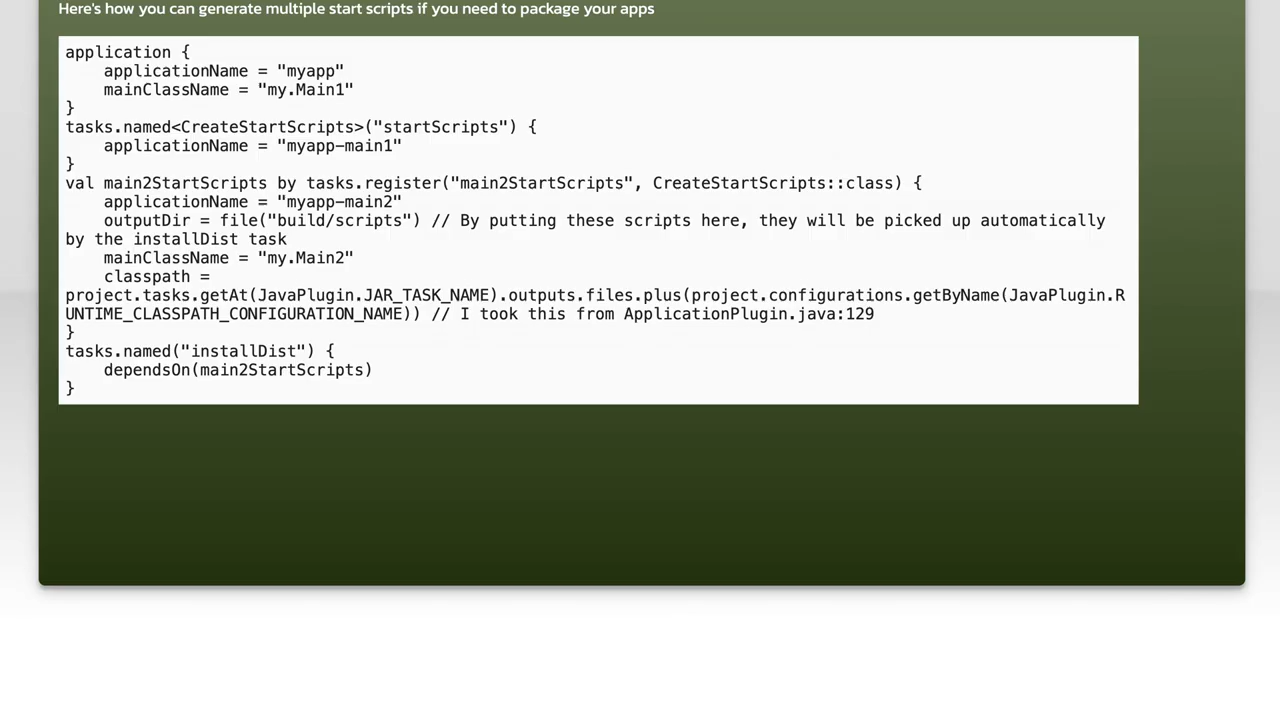 Here's how you can generate multiple start scripts if you need to package your apps
application {
    applicationName = "myapp"
    mainClassName = "my.Main1"
}
tasks.named<CreateStartScripts>("startScripts") {
    applicationName = "myapp-main1"
}
val main2StartScripts by tasks.register("main2StartScripts", CreateStartScripts::class) {
    applicationName = "myapp-main2"
    outputDir = file("build/scripts") // By putting these scripts here, they will be picked up automatically
by the installDist task
    mainClassName = "my.Main2"
    classpath =
project.tasks.getAt(JavaPlugin.JAR_TASK_NAME).outputs.files.plus(project.configurations.getByName(JavaPlugin.R
UNTIME_CLASSPATH_CONFIGURATION_NAME)) // I took this from ApplicationPlugin.java:129
}
tasks.named("installDist") {
    dependsOn(main2StartScripts)
}